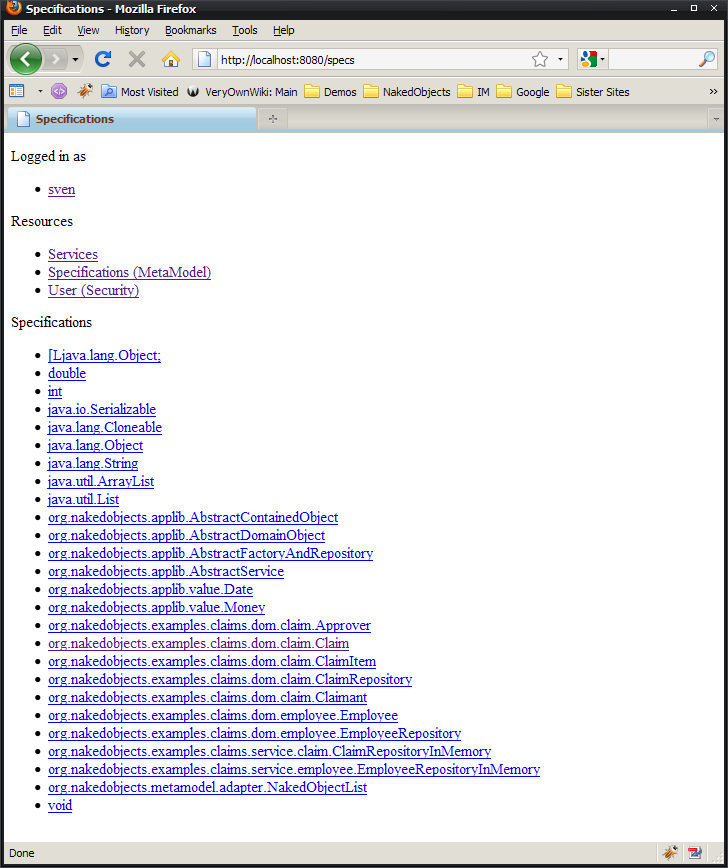 Specifications - Mozilla Firefox
File Edit View History Bookmarks Tools Help
http://localhost:8080/specs
Most Visited VeryOwnWiki: Main Demos NakedObjects IM Google Sister Sites »
Specifications
Logged in as
sven
Resources
Services
Specifications (MetaModel)
User (Security)
Specifications
[Ljava.lang.Object;
double
int
java.io.Serializable
java.lang.Cloneable
java.lang.Object
java.lang.String
java.util.ArrayList
java.util.List
org.nakedobjects.applib.AbstractContainedObject
org.nakedobjects.applib.AbstractDomainObject
org.nakedobjects.applib.AbstractFactoryAndRepository
org.nakedobjects.applib.AbstractService
org.nakedobjects.applib.value.Date
org.nakedobjects.applib.value.Money
org.nakedobjects.examples.claims.dom.claim.Approver
org.nakedobjects.examples.claims.dom.claim.Claim
org.nakedobjects.examples.claims.dom.claim.ClaimItem
org.nakedobjects.examples.claims.dom.claim.ClaimRepository
org.nakedobjects.examples.claims.dom.claim.Claimant
org.nakedobjects.examples.claims.dom.employee.Employee
org.nakedobjects.examples.claims.dom.employee.EmployeeRepository
org.nakedobjects.examples.claims.service.claim.ClaimRepositoryInMemory
org.nakedobjects.examples.claims.service.employee.EmployeeRepositoryInMemory
org.nakedobjects.metamodel.adapter.NakedObjectList
void
Done